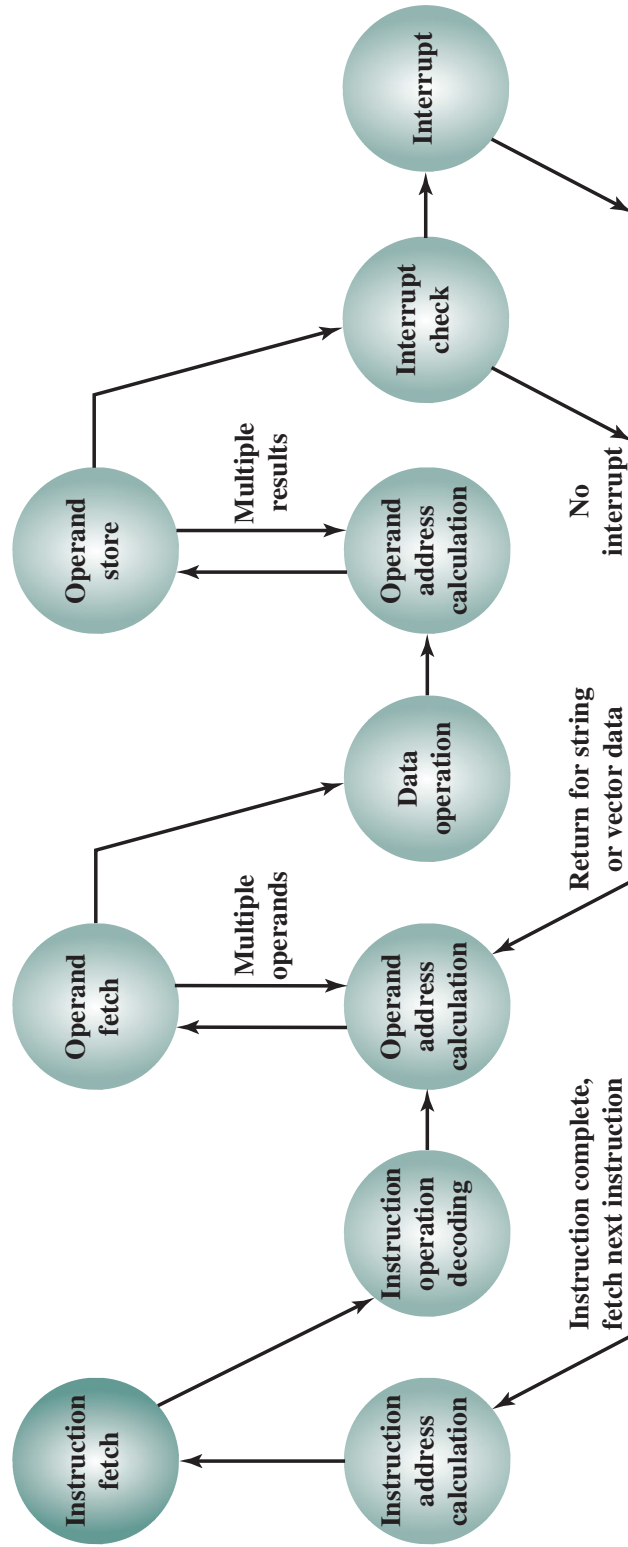 Instruction
fetch
Operand
fetch
Operand
store
Multiple
operands
Multiple
results
Instruction
address
calculation
Instruction
operation
decoding
Operand
address
calculation
Data
operation
Operand
address
calculation
Interrupt
check
Interrupt
Instruction complete,
fetch next instruction
Return for string
or vector data
No
interrupt